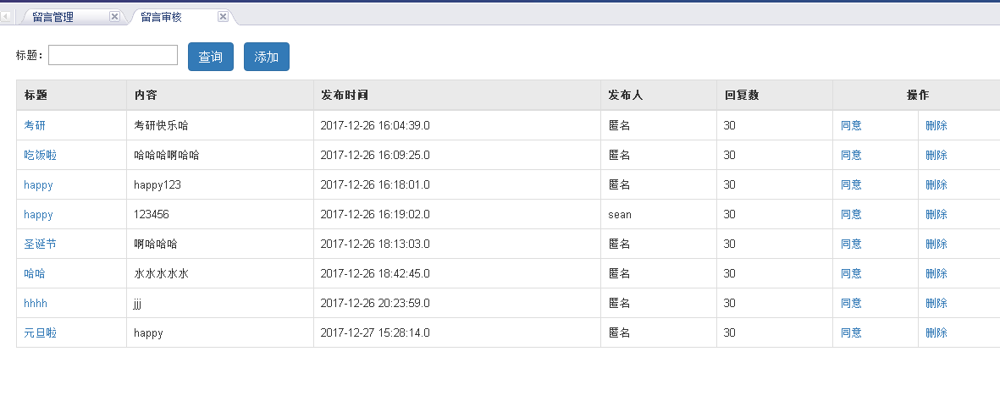 留言管理 留言审核
标题: 查询 添加
标题 内容 发布时间 发布人 回复数 操作
考研 考研快乐哈 2017-12-26 16:04:39.0 匿名 30 同意 删除
吃饭啦 哈哈哈啊哈哈 2017-12-26 16:09:25.0 匿名 30 同意 删除
happy happy123 2017-12-26 16:18:01.0 匿名 30 同意 删除
happy 123456 2017-12-26 16:19:02.0 sean 30 同意 删除
圣诞节 啊哈哈哈 2017-12-26 18:13:03.0 匿名 30 同意 删除
哈哈 水水水水水 2017-12-26 18:42:45.0 匿名 30 同意 删除
hhhh jjj 2017-12-26 20:23:59.0 匿名 30 同意 删除
元旦啦 happy 2017-12-27 15:28:14.0 匿名 30 同意 删除